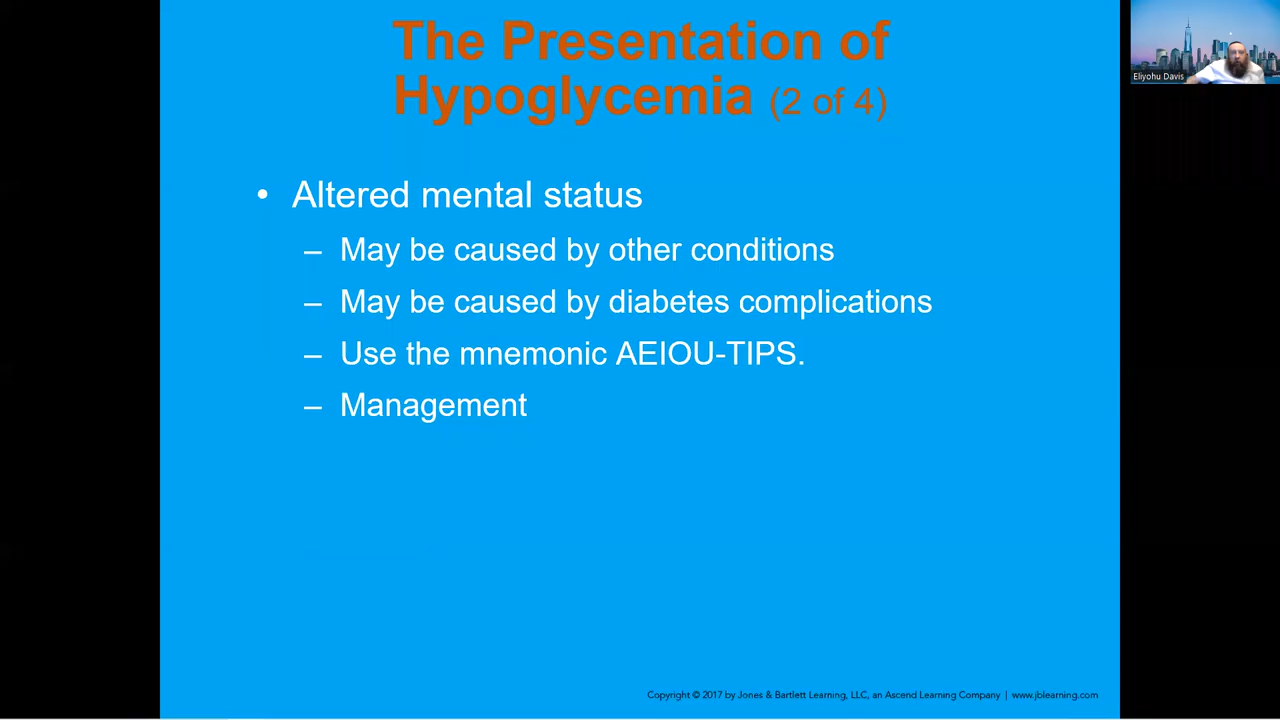 The Presentation of
Hypoglycemia (2 of 4)
• Altered mental status
– May be caused by other conditions
– May be caused by diabetes complications
– Use the mnemonic AEIOU-TIPS.
– Management
Copyright © 2017 by Jones & Bartlett Learning, LLC, an Ascend Learning Company | www.jblearning.com
Eliyohu Davis